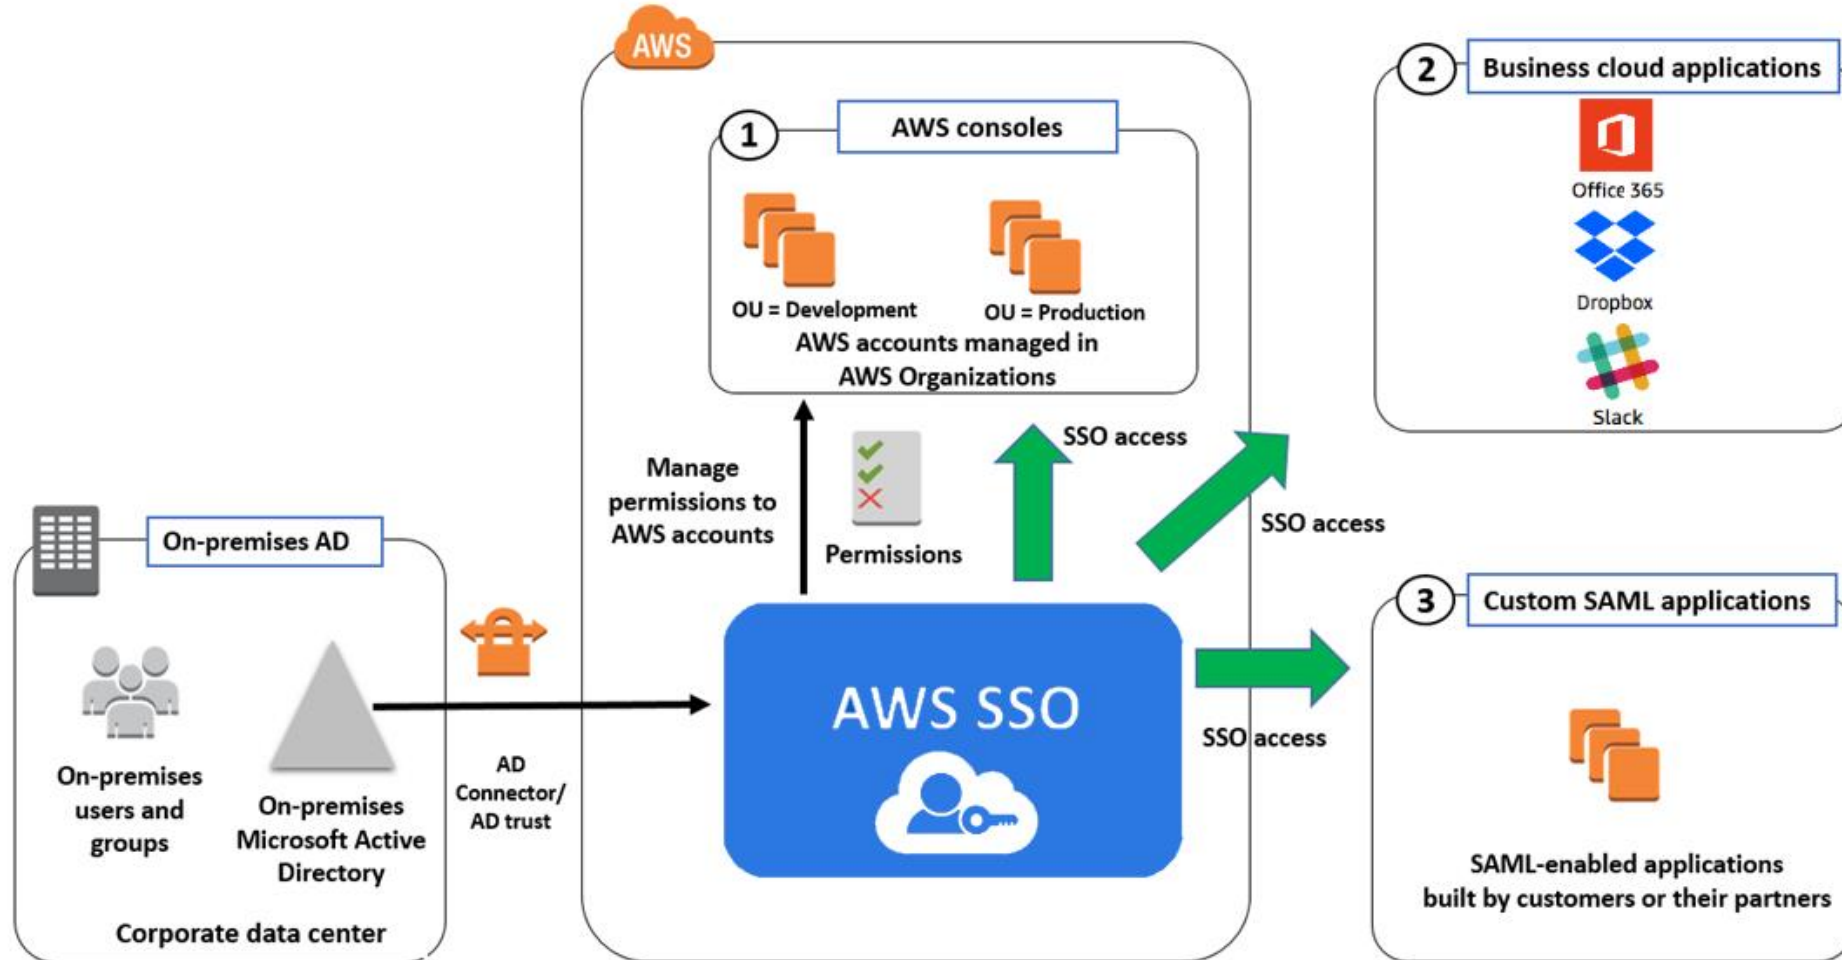 AWS
1
AWS consoles
OU = Development
OU = Production
AWS accounts managed in
AWS Organizations
2
Business cloud applications
Office 365
Dropbox
Slack
Manage
permissions to
AWS accounts
Permissions
SSO access
SSO access
On-premises AD
On-premises
users and
groups
On-premises
Microsoft Active
Directory
Corporate data center
AD
Connector/
AD trust
AWS SSO
SSO access
3
Custom SAML applications
SAML-enabled applications
built by customers or their partners